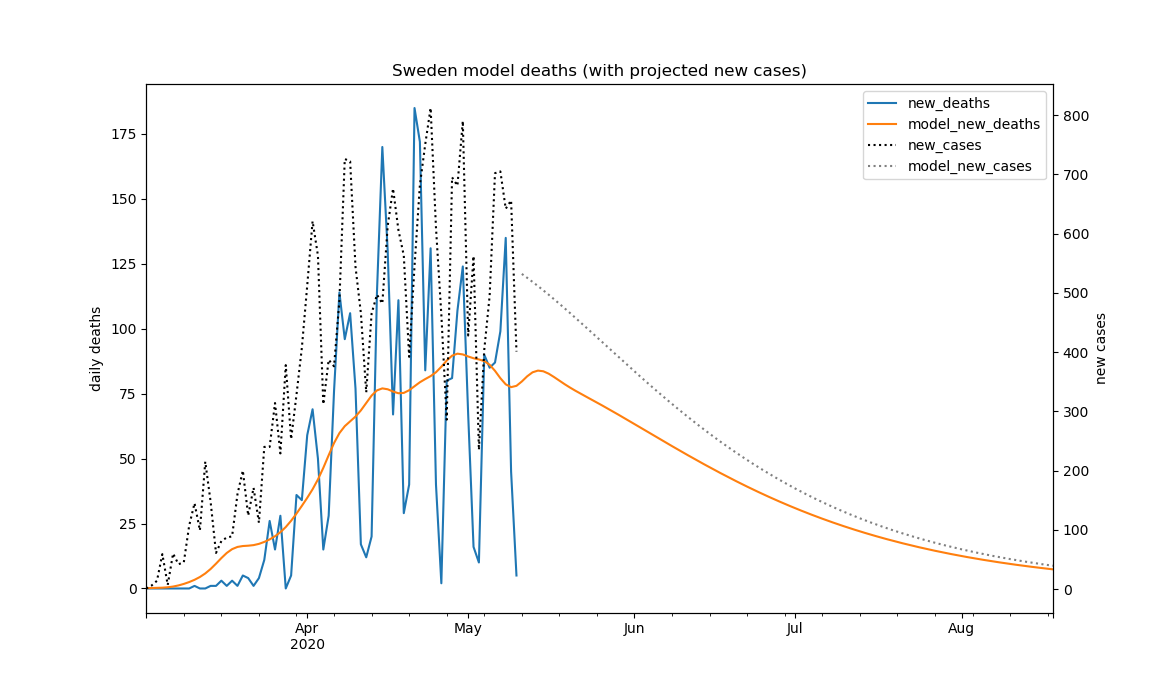 Sweden model deaths (with projected new cases)
new_deaths
model_new_deaths
new_cases
model_new_cases
daily deaths
175
150
125
100
75
50
25
0
800
700
600
500
400
300
200
100
0
new cases
Apr
2020
May
Jun
Jul
Aug